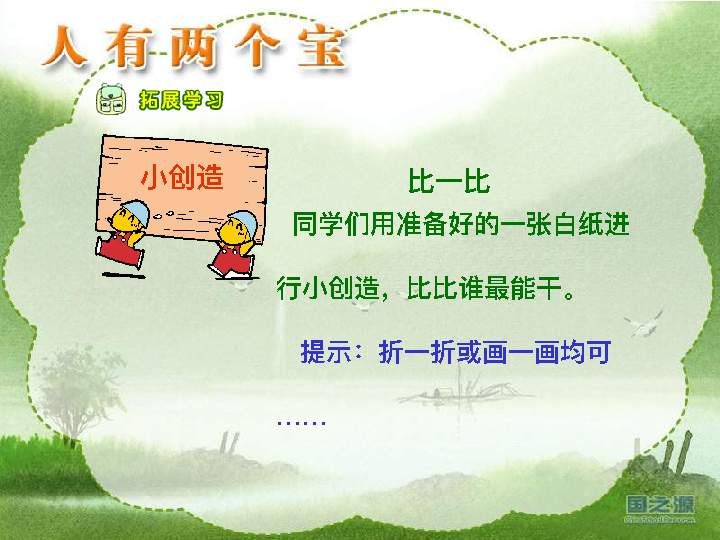 人有两个宝
拓展学习
小创造
比一比
同学们用准备好的一张白纸进
行小创造，比比谁最能干。
提示：折一折或画一画均可
……
国之源